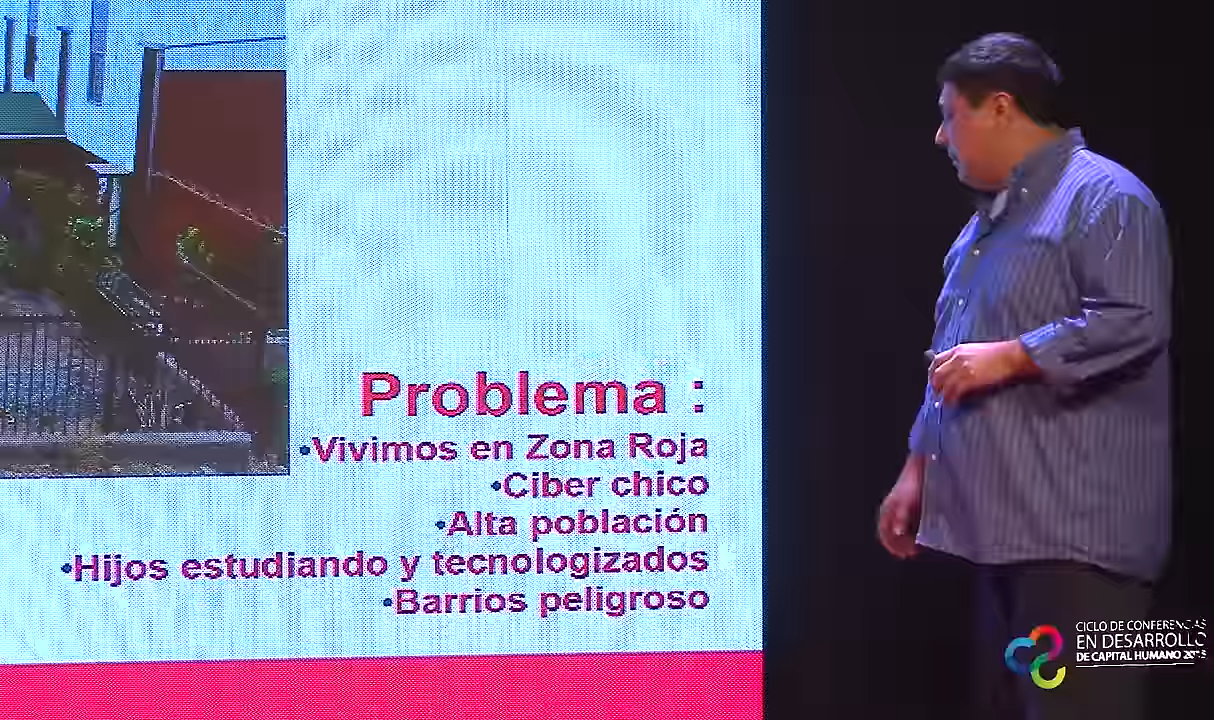 Problema :
•Vivimos en Zona Roja
•Ciber chico
•Alta población
•Hijos estudiando y tecnologizados
•Barrios peligroso
CICLO DE CONFERENCIAS
EN DESARROLLO
DE CAPITAL HUMANO 2015